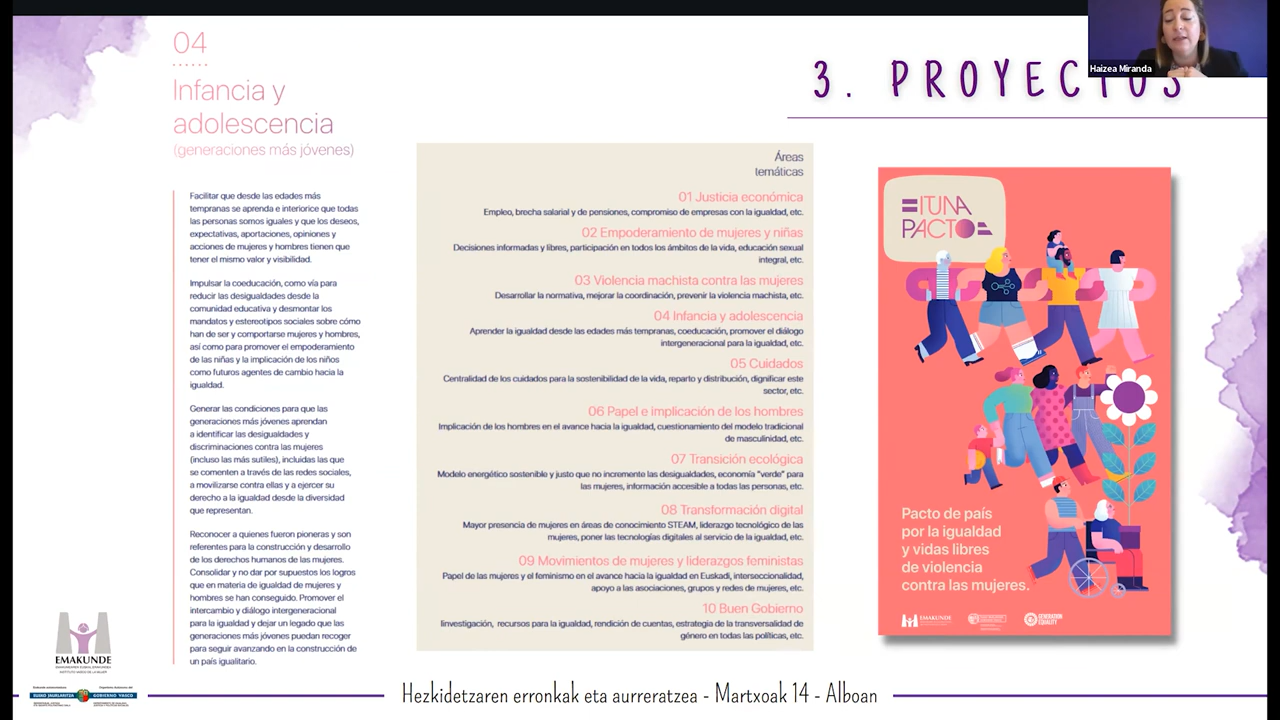 04
Infancia y
adolescencia
(generaciones más jóvenes)
Facilitar que desde las edades más
tempranas se aprenda e interiorice que todas
las personas somos iguales y que los deseos,
expectativas, aportaciones, opiniones y
acciones de mujeres y hombres tienen que
tener el mismo valor y visibilidad.
Impulsar la coeducación, como vía para
reducir las desigualdades desde la
comunidad educativa y desmontar los
mandatos y estereotipos sociales sobre cómo
han de ser y comportarse mujeres y hombres,
así como para promover el empoderamiento
de las niñas y la implicación de los niños
como futuros agentes de cambio hacia la
igualdad.
Generar las condiciones para que las
generaciones más jóvenes aprendan
a identificar las desigualdades y
discriminaciones contra las mujeres
(incluso las más sutiles), incluidas las que
se comenten a través de las redes sociales,
a movilizarse contra ellas y a ejercer su
derecho a la igualdad desde la diversidad
que representan.
Reconocer a quienes fueron pioneras y son
referentes para la construcción y desarrollo
de los derechos humanos de las mujeres.
Consolidar y no dar por supuestos los logros
que en materia de igualdad de mujeres y
hombres se han conseguido. Promover el
intercambio y diálogo intergeneracional
para la igualdad y dejar un legado que las
generaciones más jóvenes puedan recoger
para seguir avanzando en la construcción de
un país igualitario.
Áreas
temáticas
01 Justicia económica
Empleo, brecha salarial y de pensiones, compromiso de empresas con la igualdad, etc.
02 Empoderamiento de mujeres y niñas
Decisiones informadas y libres, participación en todos los ámbitos de la vida, educación sexual
integral, etc.
03 Violencia machista contra las mujeres
Desarrollar la normativa, mejorar la coordinación, prevenir la violencia machista, etc.
04 Infancia y adolescencia
Aprender la igualdad desde las edades más tempranas, coeducación, promover el diálogo
intergeneracional para la igualdad, etc.
05 Cuidados
Centralidad de los cuidados para la sostenibilidad de la vida, reparto y distribución, dignificar este
sector, etc.
06 Papel e implicación de los hombres
Implicación de los hombres en el avance hacia la igualdad, cuestionamiento del modelo tradicional
de masculinidad, etc.
07 Transición ecológica
Modelo energético sostenible y justo que no incremente las desigualdades, economía “verde” para
las mujeres, información accesible a todas las personas, etc.
08 Transformación digital
Mayor presencia de mujeres en áreas de conocimiento STEAM, liderazgo tecnológico de las
mujeres, poner las tecnologías digitales al servicio de la igualdad, etc.
09 Movimientos de mujeres y liderazgos feministas
Papel de las mujeres y el feminismo en el avance hacia la igualdad en Euskadi, interseccionalidad,
apoyo a las asociaciones, grupos y redes de mujeres, etc.
10 Buen Gobierno
Iinvestigación, recursos para la igualdad, rendición de cuentas, estrategia de la transversalidad de
género en todas las políticas, etc.
3. PROYECTOS
Haizea Miranda
ITUNA
PACTO
Pacto de país
por la igualdad
y vidas libres
de violencia
contra las mujeres.
EMAKUNDE
GENERATION
EQUALITY
EMAKUNDE
EMAKUMEAREN EUSKAL ERAKUNDEA
INSTITUTO VASCO DE LA MUJER
EUSKO JAURLARITZA
GOBIERNO VASCO
Hezkidetzaren erronkak eta aurreratzea - Martxoak 14 - Alboan